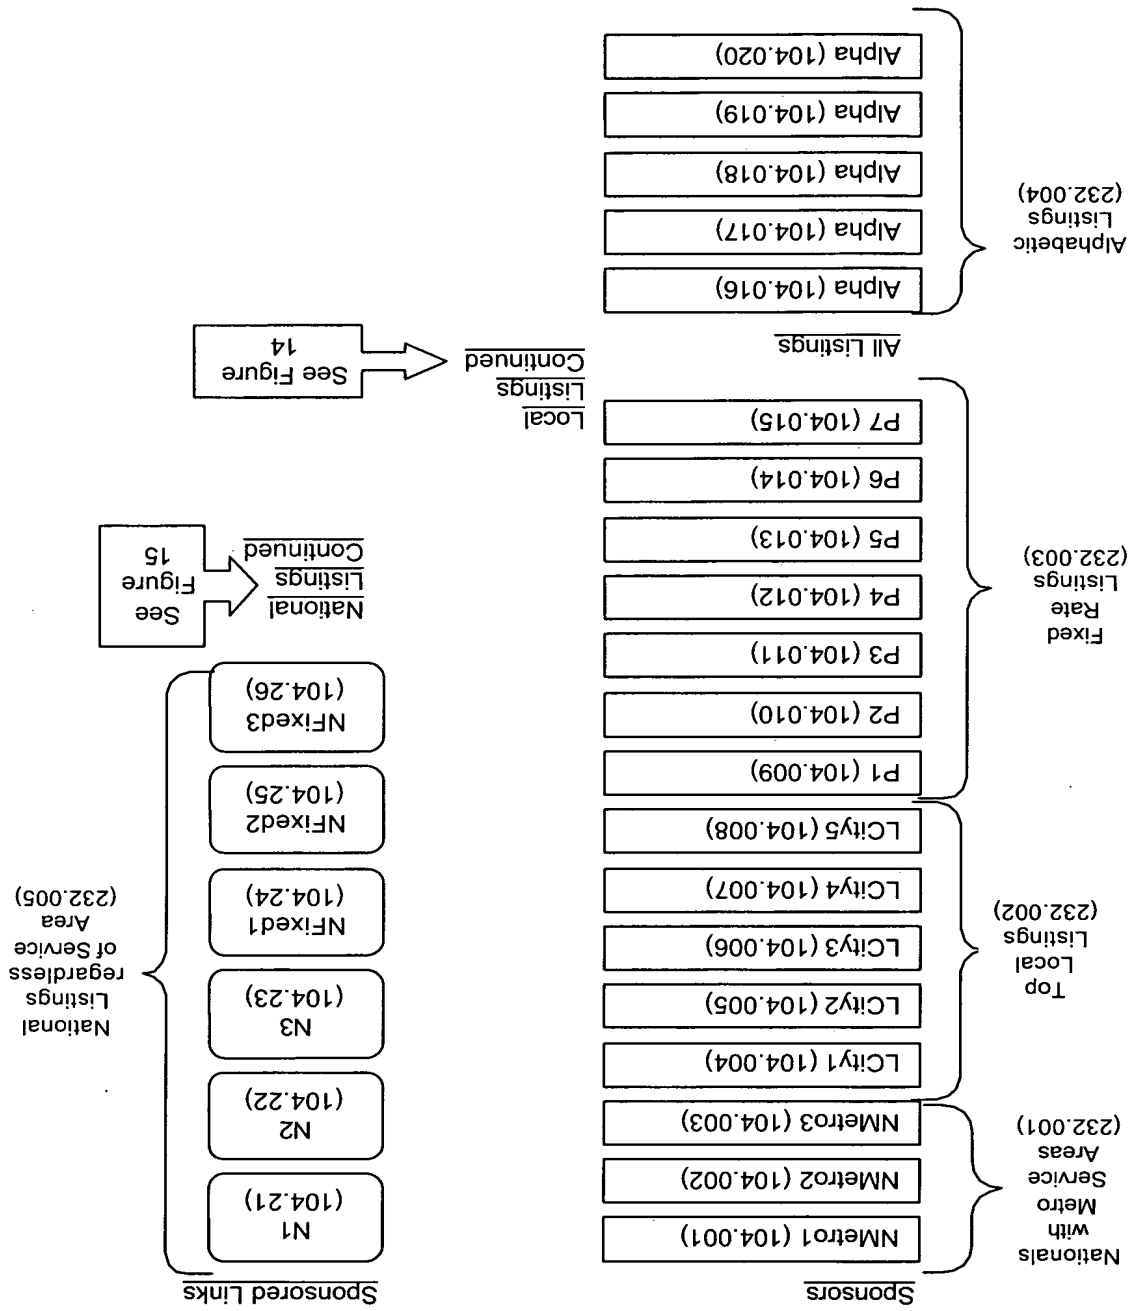 Sponsors
Nationals
with
Metro
Service
Areas
(232.001)
NMetro1 (104.001)
NMetro2 (104.002)
NMetro3 (104.003)
Top
Local
Listings
(232.002)
LCity1 (104.004)
LCity2 (104.005)
LCity3 (104.006)
LCity4 (104.007)
LCity5 (104.008)
Fixed
Rate
Listings
(232.003)
P1 (104.009)
P2 (104.010)
P3 (104.011)
P4 (104.012)
P5 (104.013)
P6 (104.014)
P7 (104.015)
All Listings
Alphabetic
Listings
(232.004)
Alpha (104.016)
Alpha (104.017)
Alpha (104.018)
Alpha (104.019)
Alpha (104.020)
Local
Listings
Continued
See Figure
14
Sponsored Links
N1
(104.21)
N2
(104.22)
N3
(104.23)
NFixed1
(104.24)
NFixed2
(104.25)
NFixed3
(104.26)
National
Listings
regardless
of Service
Area
(232.005)
National
Listings
Continued
See
Figure
15